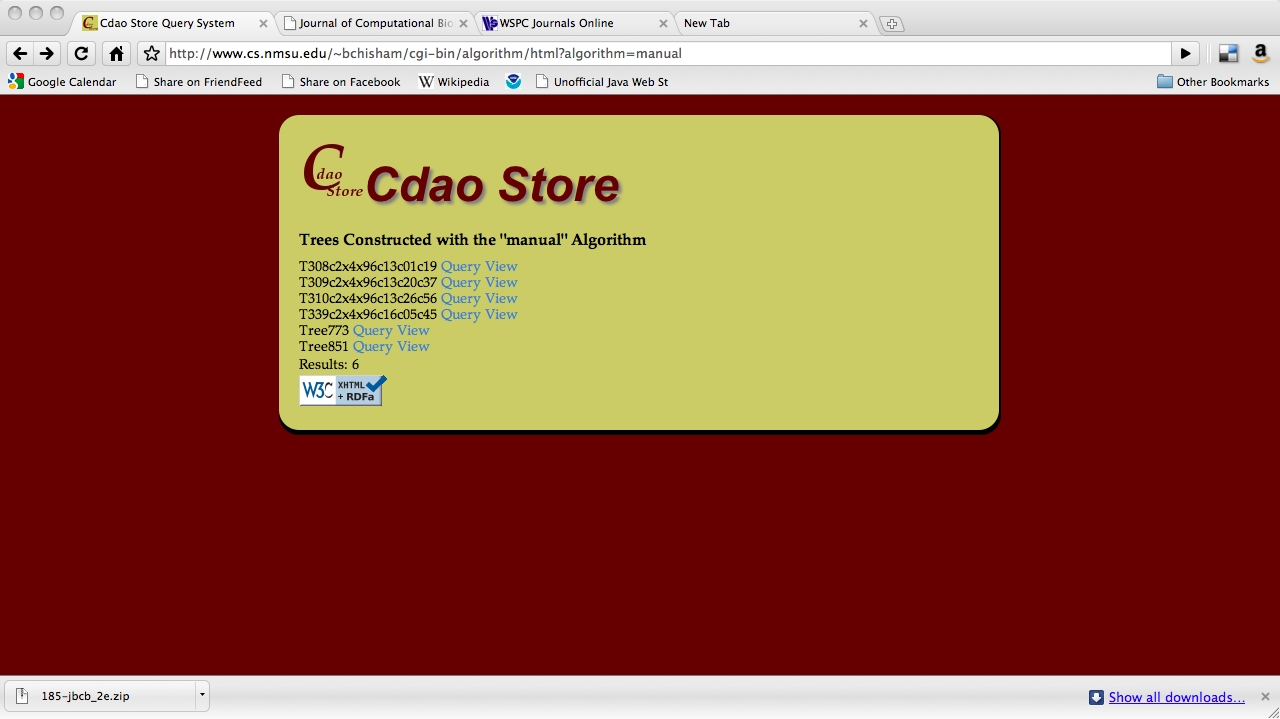 Cdao Store Query System
Journal of Computational Bio
WSPC Journals Online
New Tab
http://www.cs.nmsu.edu/~bchisham/cgi-bin/algorithm/html?algorithm=manual
Google Calendar
Share on FriendFeed
Share on Facebook
W Wikipedia
Unofficial Java Web St
Other Bookmarks
Cdao Store Cdao Store
Trees Constructed with the "manual" Algorithm
T308c2x4x96c13c01c19 Query View
T309c2x4x96c13c20c37 Query View
T310c2x4x96c13c26c56 Query View
T339c2x4x96c16c05c45 Query View
Tree773 Query View
Tree851 Query View
Results: 6
W3C XHTML + RDFa
185-jbcb_2e.zip
Show all downloads...